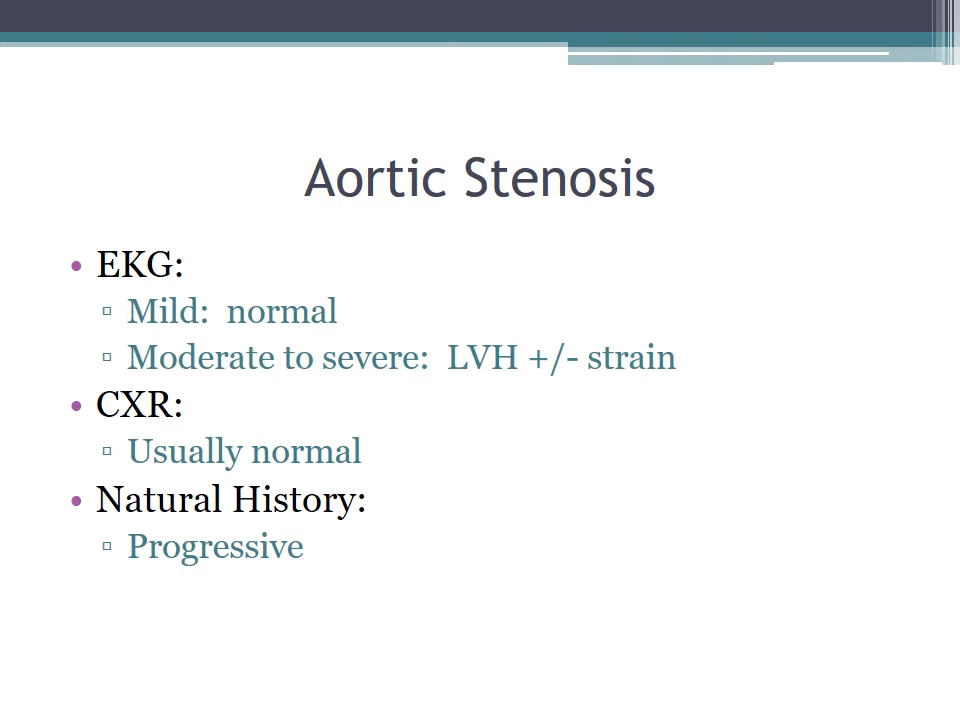 Aortic Stenosis
• EKG:
▫ Mild:  normal
▫ Moderate to severe:  LVH +/- strain
• CXR:
▫ Usually normal
• Natural History:
▫ Progressive